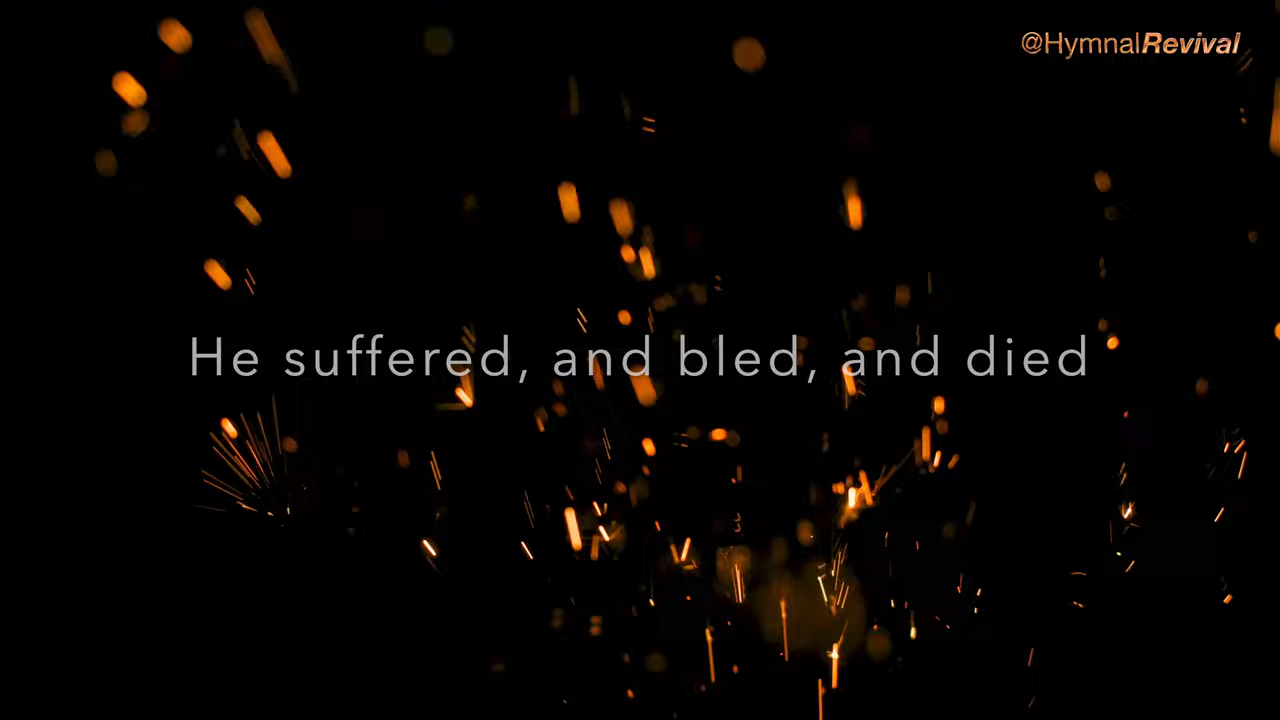 @HymnalRevival
He suffered, and bled, and died